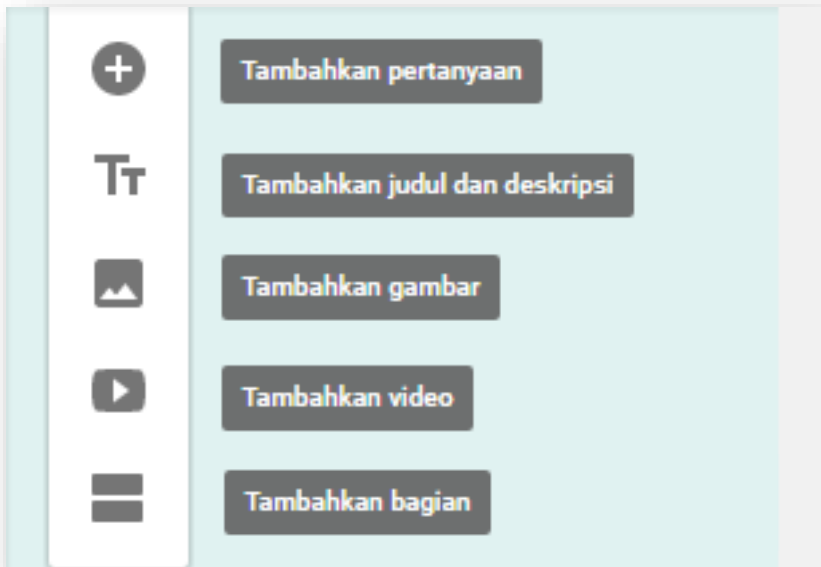 Tambahkan pertanyaan
Tambahkan judul dan deskripsi
Tambahkan gambar
Tambahkan video
Tambahkan bagian